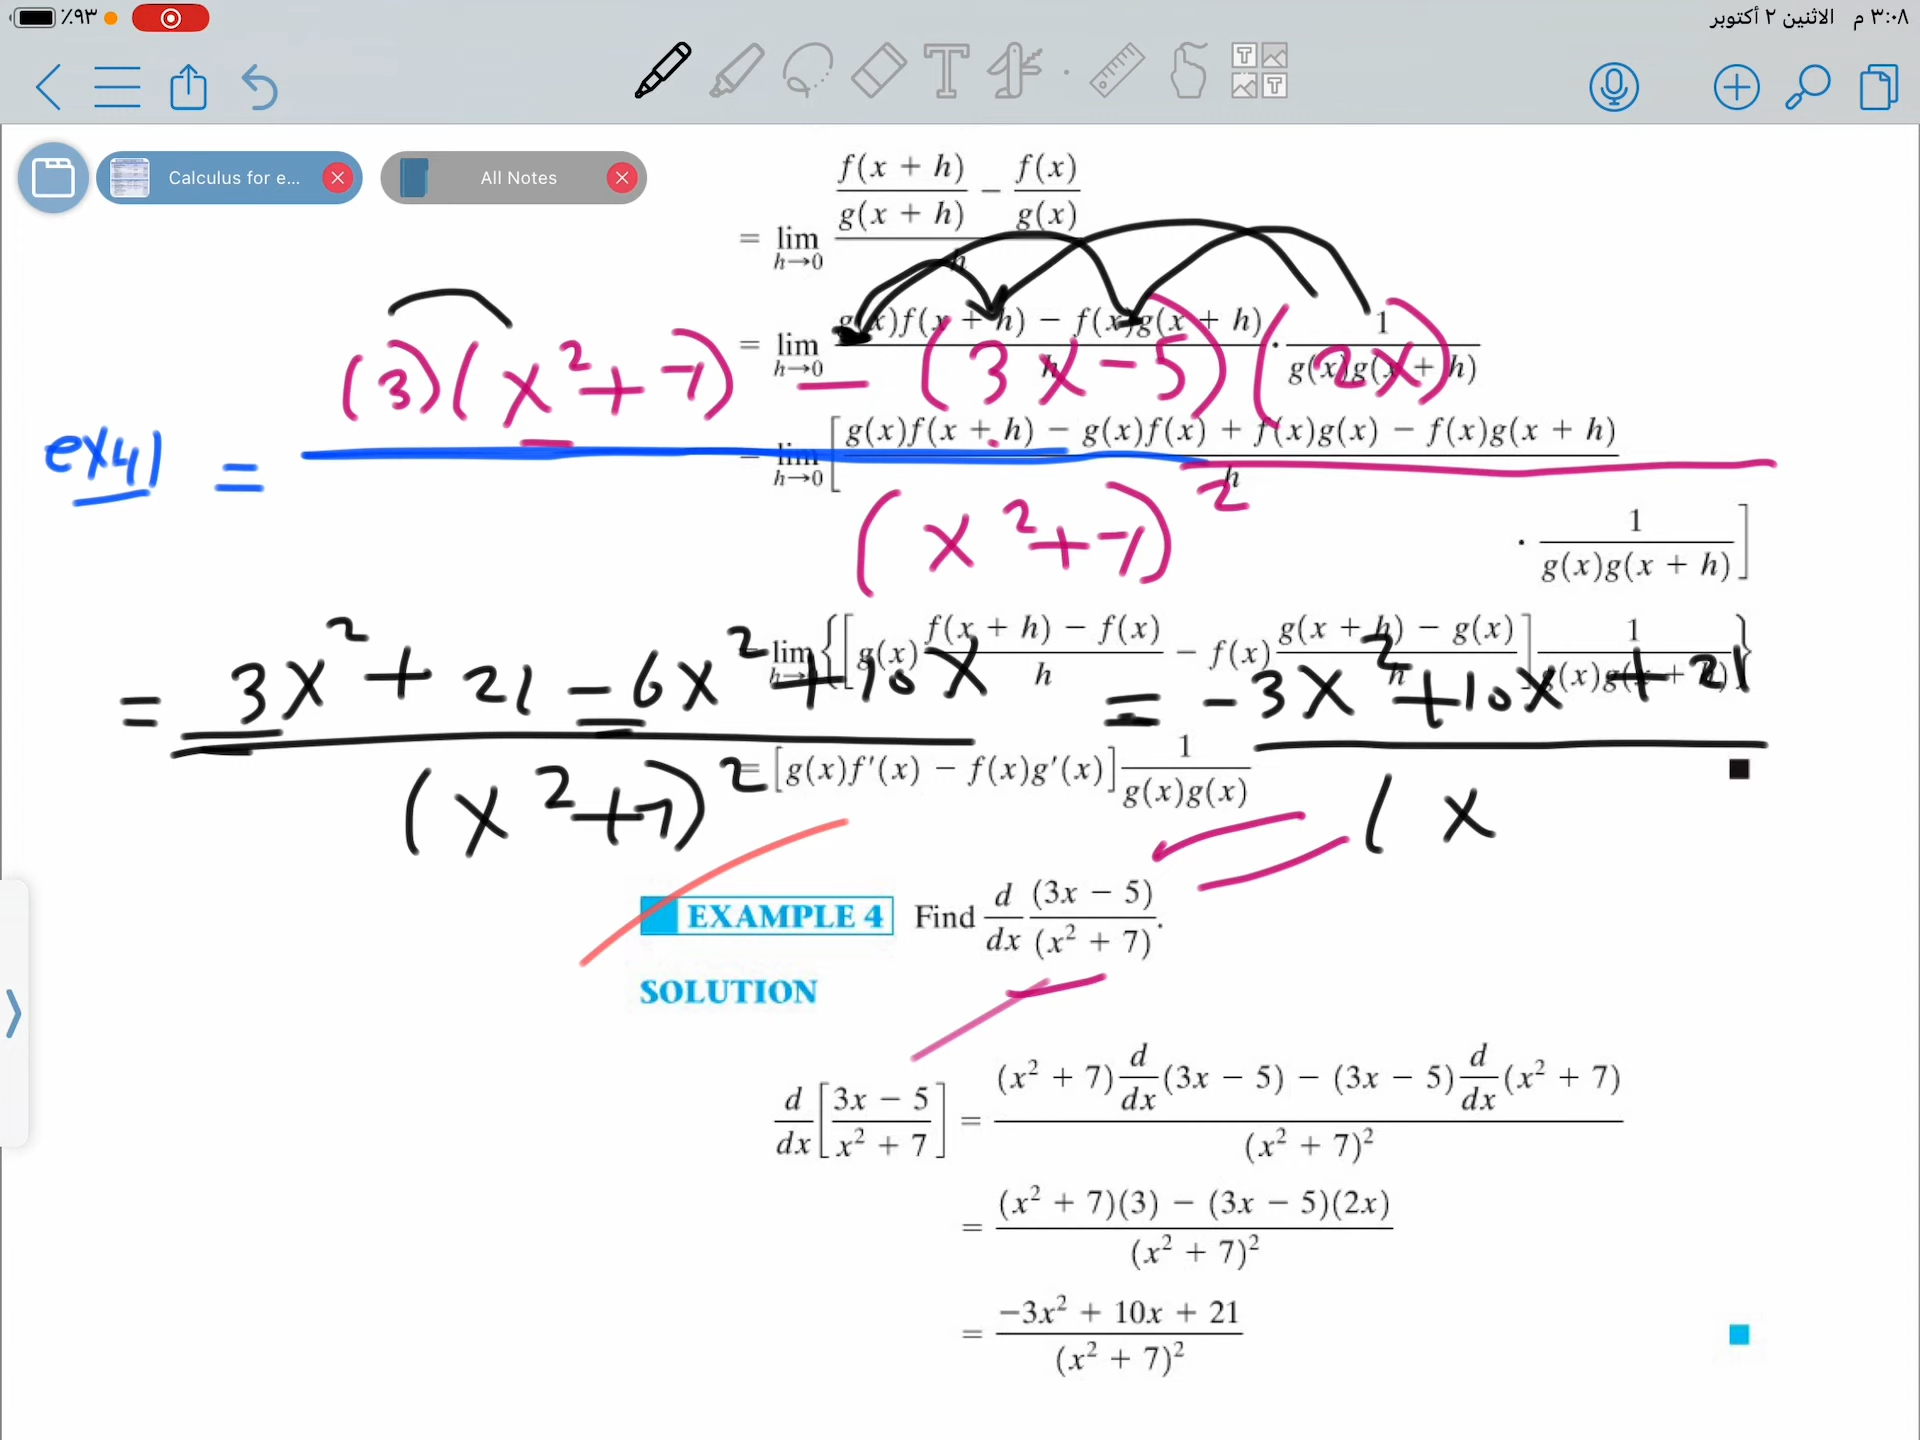 ٪٩٣
٣:٠٨ م الاثنين ٢ أكتوبر
Calculus for e...
All Notes
= lim h→0 (f(x + h)/g(x + h) − f(x)/g(x)) / h
= lim h→0 (g(x)f(x + h) − f(x)g(x + h)) / h · 1 / (g(x)g(x + h))
(3)(x²+7) − (3x−5)(2x)
ex4) =
= lim h→0 [ (g(x)f(x + h) − g(x)f(x) + f(x)g(x) − f(x)g(x + h)) / h
(x²+7)²
· 1 / (g(x)g(x + h)) ]
= lim h→0 {[ g(x) (f(x + h) − f(x)) / h − f(x) (g(x + h) − g(x)) / h ] 1 / (g(x)g(x + h)) }
= 3x² + 21 − 6x² + 10x = −3x² + 10x + 21
(x²+7)²
(x
= [g(x)f′(x) − f(x)g′(x)] 1 / (g(x)g(x))
EXAMPLE 4 Find d/dx (3x − 5)/(x² + 7).
SOLUTION
d/dx [ (3x − 5)/(x² + 7) ] = ((x² + 7) d/dx (3x − 5) − (3x − 5) d/dx (x² + 7)) / (x² + 7)²
= ((x² + 7)(3) − (3x − 5)(2x)) / (x² + 7)²
= (−3x² + 10x + 21) / (x² + 7)²